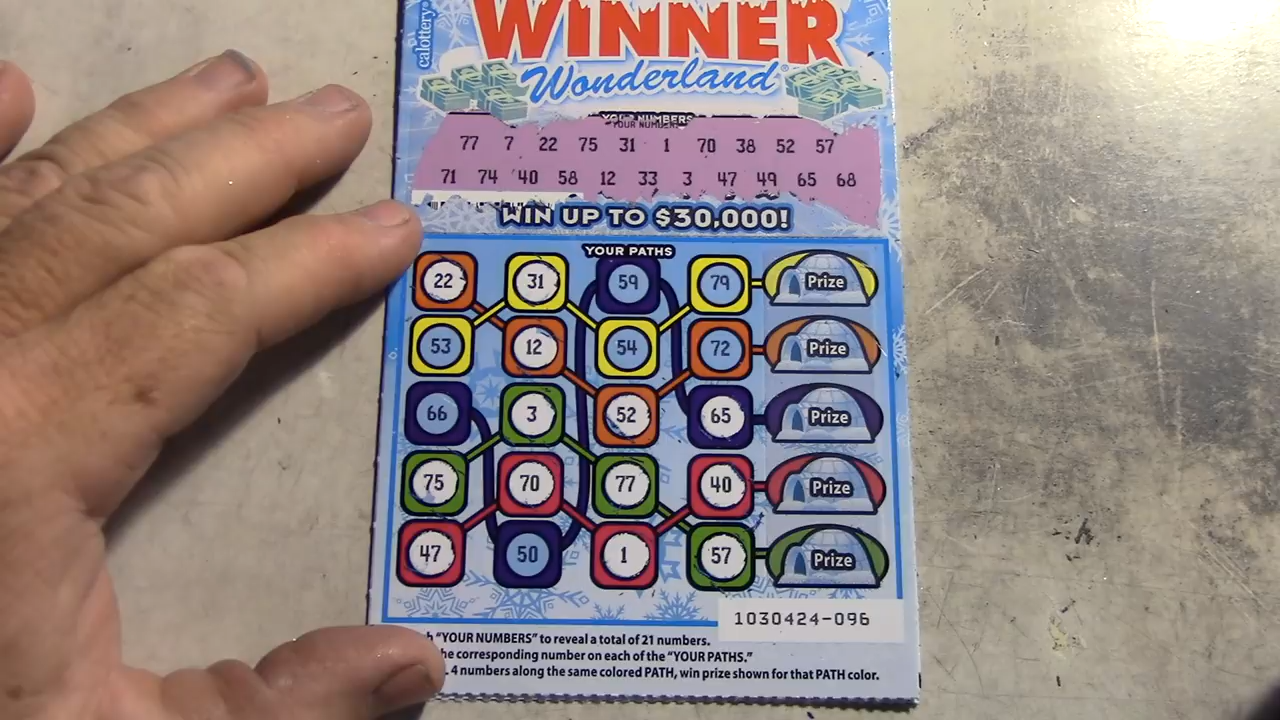 calottery®
WINNER
Wonderland®
YOUR NUMBERS
YOUR NUMBERS
77 7 22 75 31 1 70 38 52 57
71 74 40 58 12 33 3 47 49 65 68
WIN UP TO $30,000!
YOUR PATHS
22 31 59 79 Prize
53 12 54 72 Prize
66 3 52 65 Prize
75 70 77 40 Prize
47 50 1 57 Prize
1030424-096
"YOUR NUMBERS" to reveal a total of 21 numbers.
corresponding number on each of the "YOUR PATHS."
4 numbers along the same colored PATH, win prize shown for that PATH color.